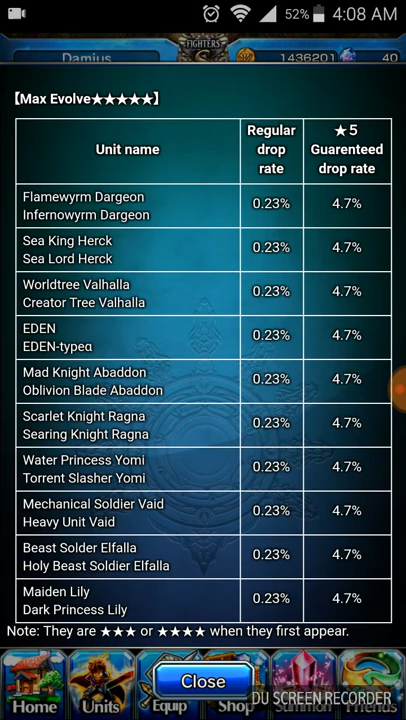 52% 4:08 AM
Damius FIGHTERS 1436201 40
【Max Evolve★★★★★】
Unit name
Regular drop rate
★5 Guarenteed drop rate
Flamewyrm Dargeon
Infernowyrm Dargeon
0.23% 4.7%
Sea King Herck
Sea Lord Herck
0.23% 4.7%
Worldtree Valhalla
Creator Tree Valhalla
0.23% 4.7%
EDEN
EDEN-typeα
0.23% 4.7%
Mad Knight Abaddon
Oblivion Blade Abaddon
0.23% 4.7%
Scarlet Knight Ragna
Searing Knight Ragna
0.23% 4.7%
Water Princess Yomi
Torrent Slasher Yomi
0.23% 4.7%
Mechanical Soldier Vaid
Heavy Unit Vaid
0.23% 4.7%
Beast Solder Elfalla
Holy Beast Soldier Elfalla
0.23% 4.7%
Maiden Lily
Dark Princess Lily
0.23% 4.7%
Note: They are ★★★ or ★★★★ when they first appear.
Close
Home Units Equip Shop Summon Friends
DU SCREEN RECORDER